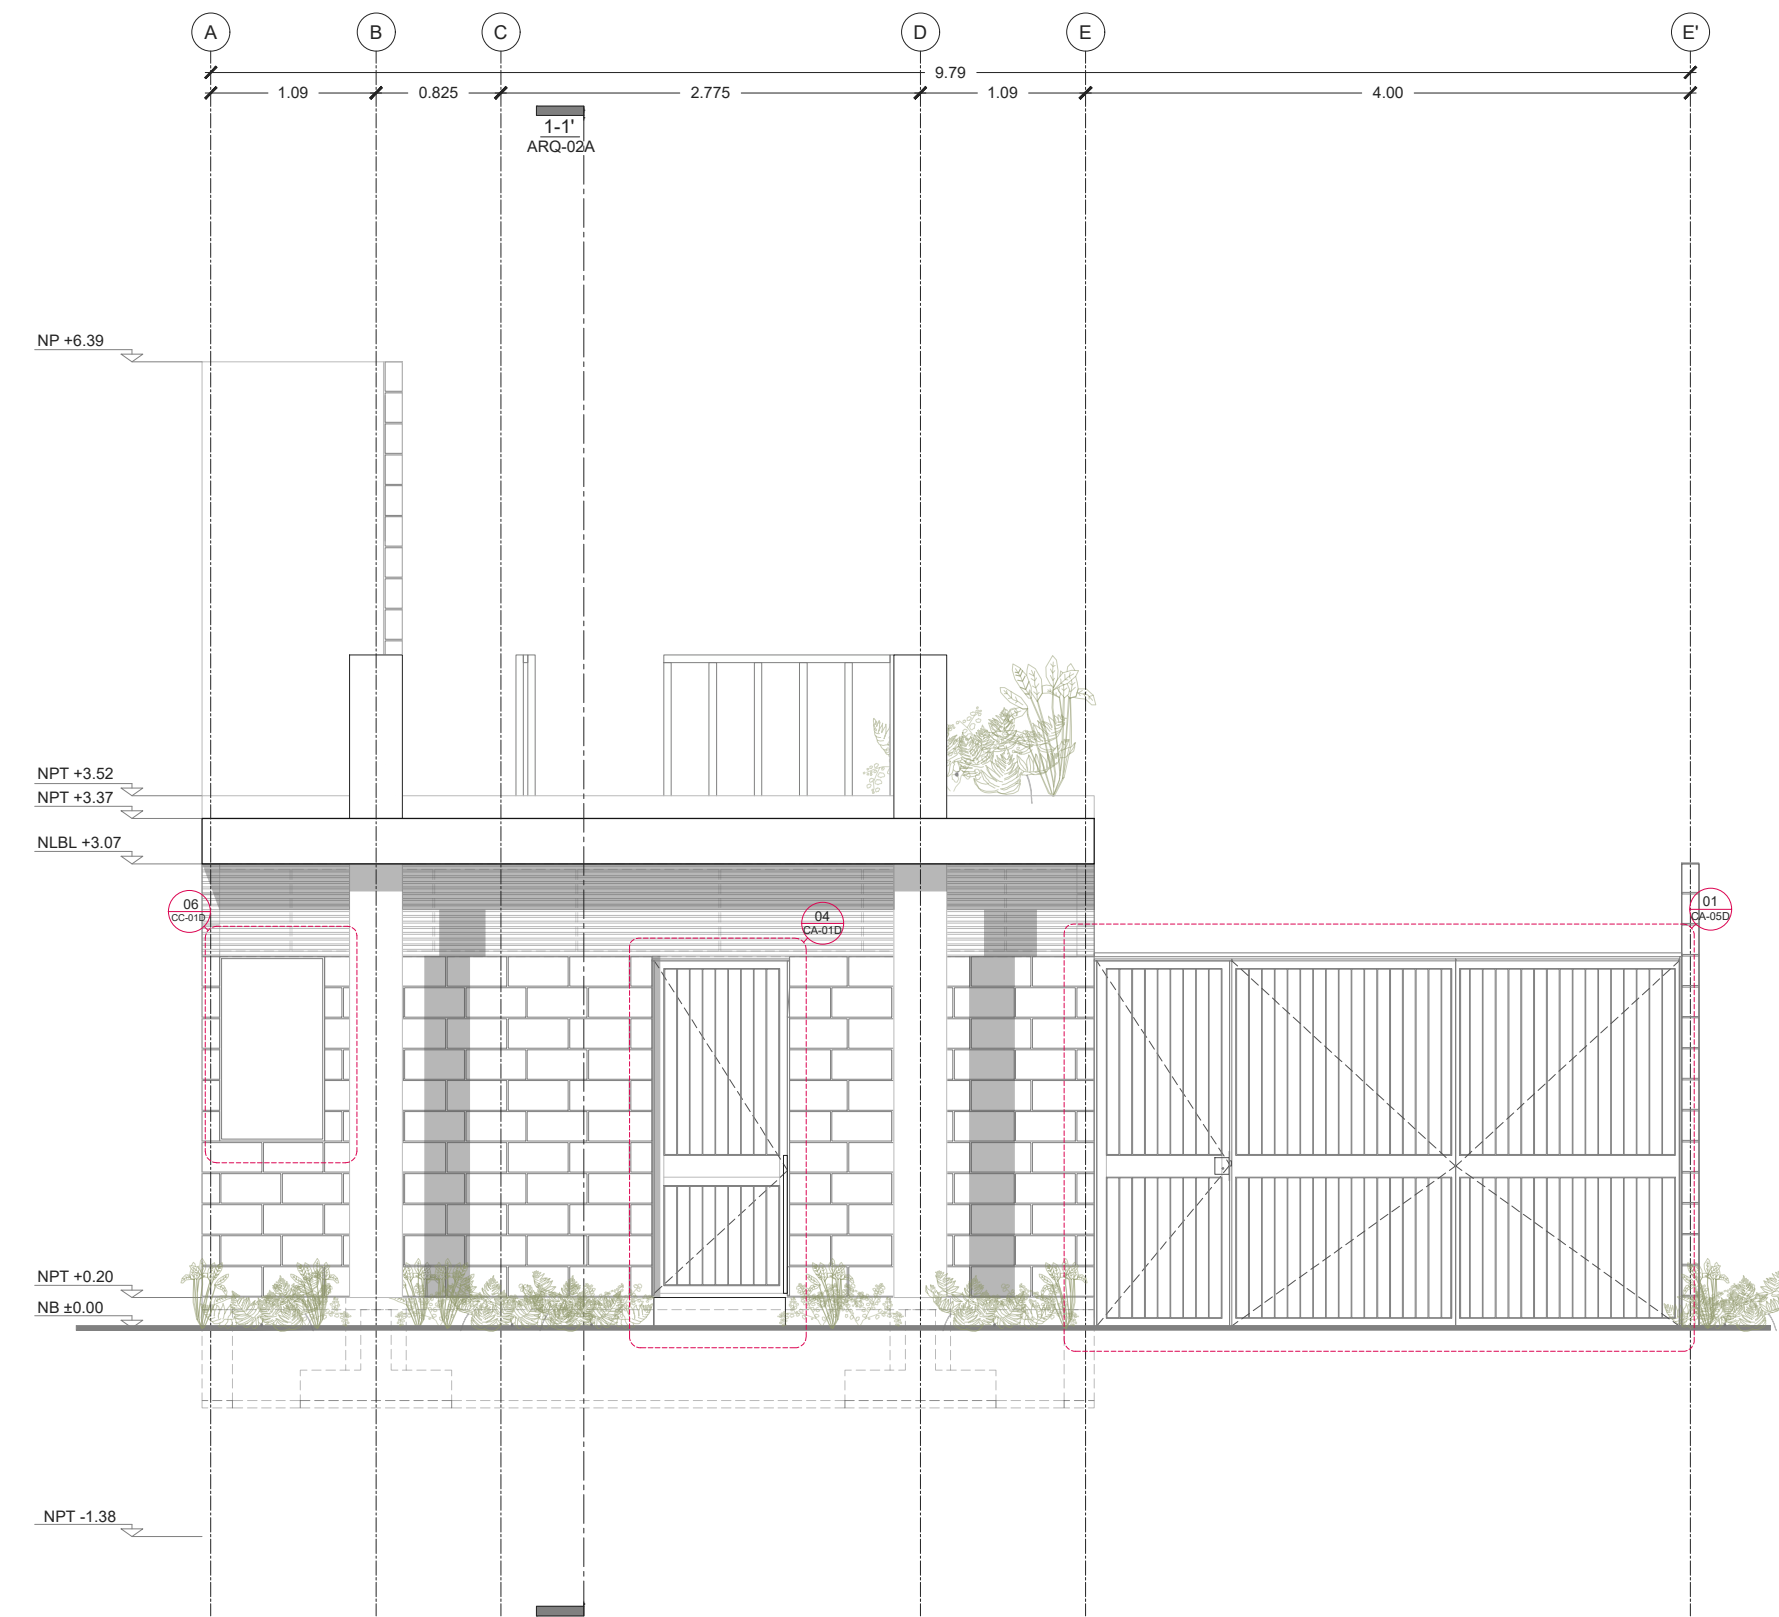 A B C D E E'
9.79
1.09 0.825 2.775 1.09 4.00
1-1'
ARQ-02A
NP +6.39
NPT +3.52
NPT +3.37
NLBL +3.07
06
CC-01D
04
CA-01D
01
CA-05D
NPT +0.20
NB ±0.00
NPT -1.38